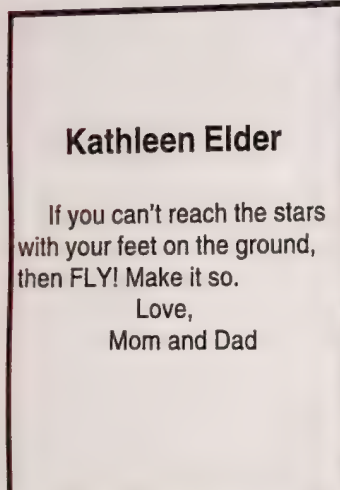 Kathleen Elder
If you can't reach the stars
with your feet on the ground,
then FLY! Make it so.
Love,
Mom and Dad